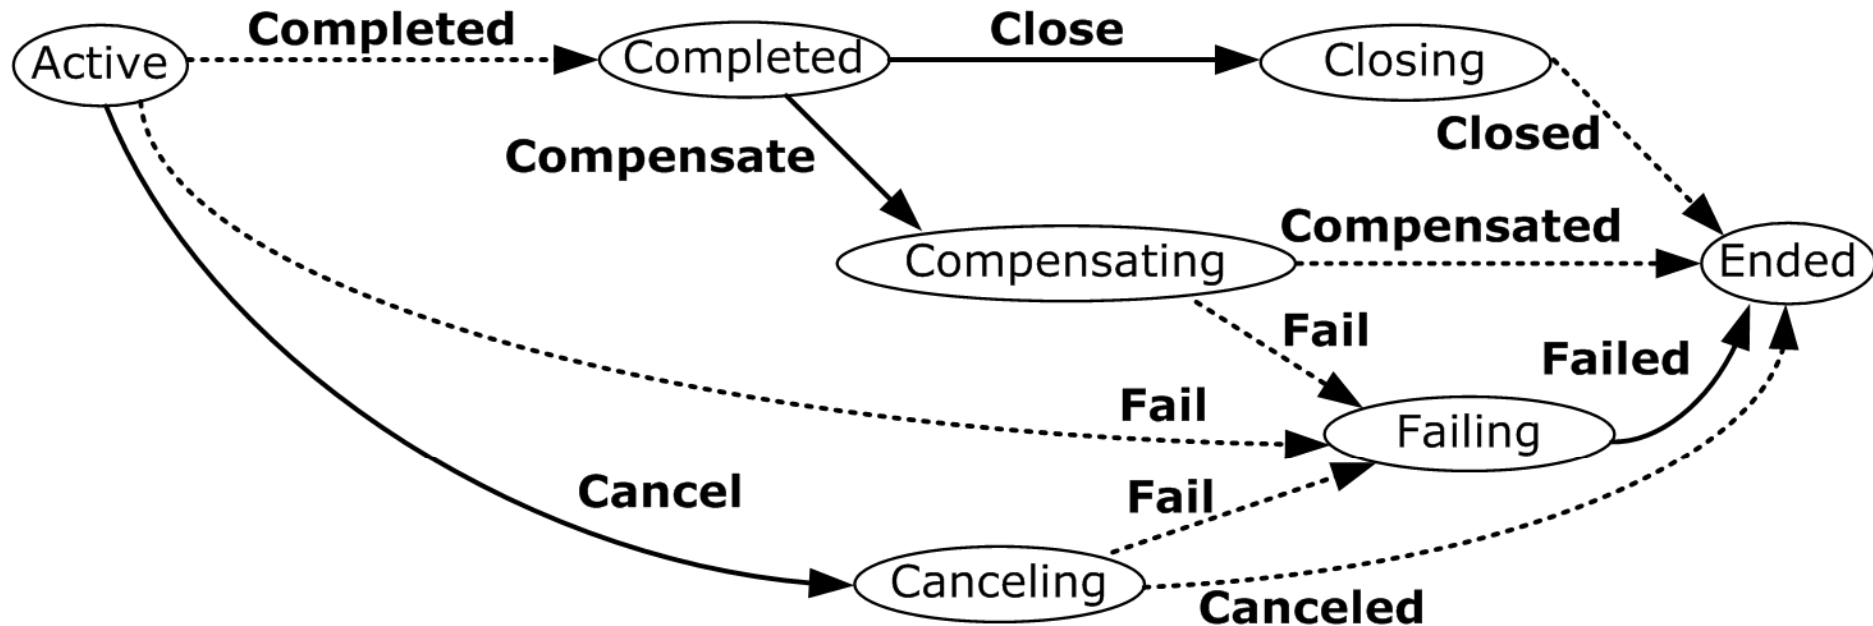 Completed
Close
Active
Completed
Closing
Closed
Compensate
Compensated
Compensating
Ended
Fail
Failed
Fail
Failing
Cancel
Fail
Canceling
Canceled